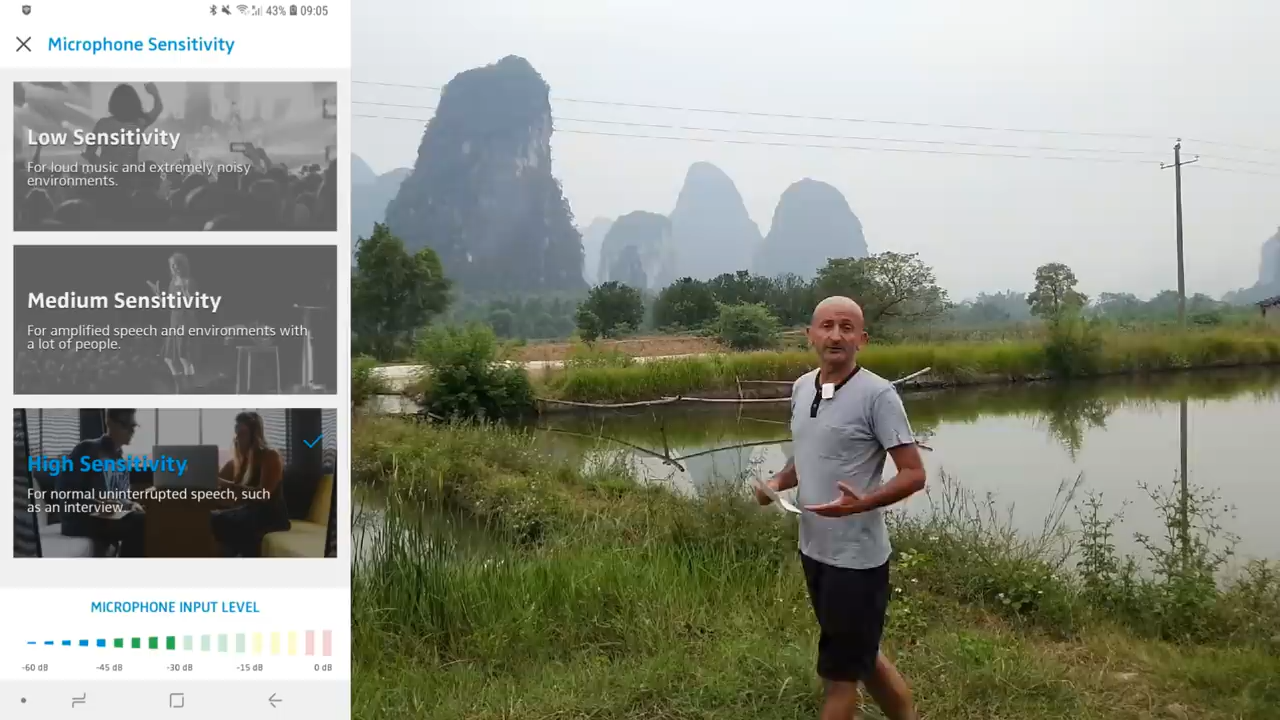 43% 09:05
Microphone Sensitivity
Low Sensitivity
For loud music and extremely noisy
environments.
Medium Sensitivity
For amplified speech and environments with
a lot of people.
High Sensitivity
For normal uninterrupted speech, such
as an interview.
MICROPHONE INPUT LEVEL
-60 dB -45 dB -30 dB -15 dB 0 dB